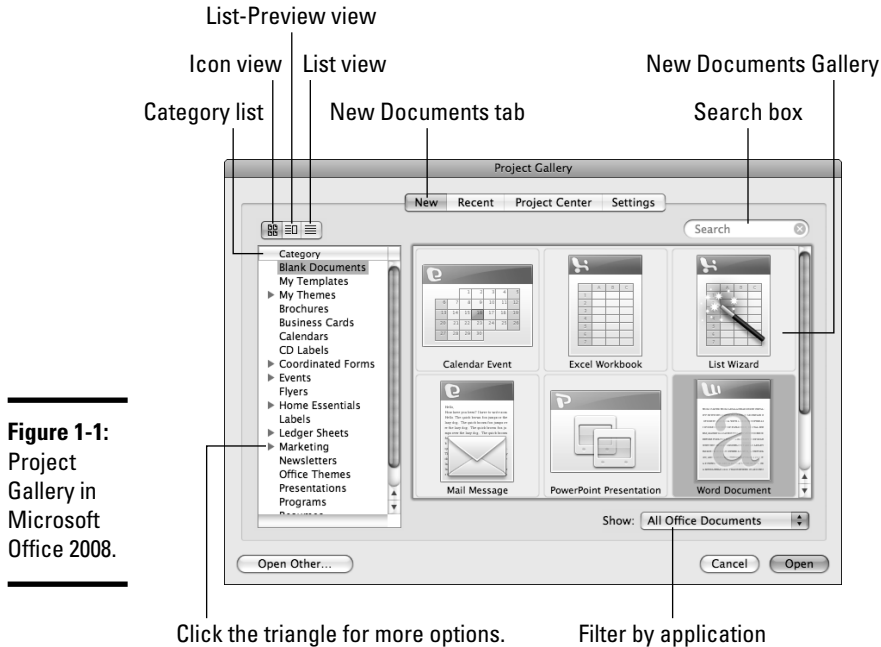 List-Preview view
Icon view List view New Documents Gallery
Category list New Documents tab Search box
Project Gallery
New Recent Project Center Settings
Search
Category
Blank Documents
My Templates
My Themes
Brochures
Business Cards
Calendars
CD Labels
Coordinated Forms
Events
Flyers
Home Essentials
Labels
Ledger Sheets
Marketing
Newsletters
Office Themes
Presentations
Programs
Calendar Event Excel Workbook List Wizard
Mail Message PowerPoint Presentation Word Document
Show: All Office Documents
Open Other... Cancel Open
Click the triangle for more options. Filter by application
Figure 1-1:
Project
Gallery in
Microsoft
Office 2008.